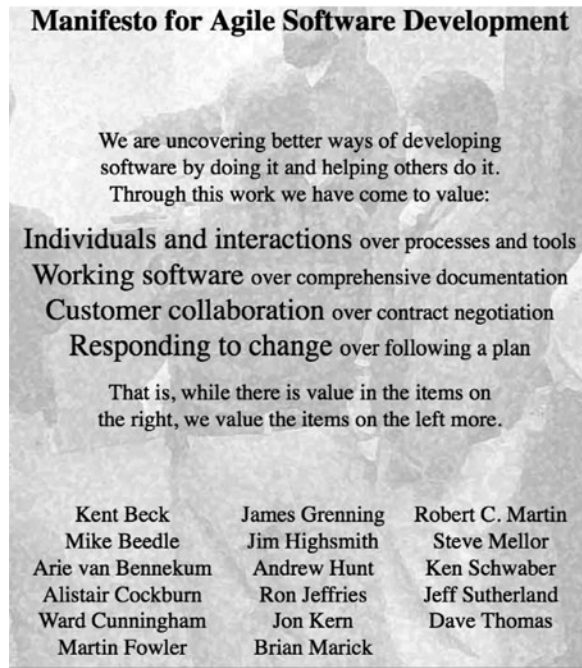 Manifesto for Agile Software Development
We are uncovering better ways of developing
software by doing it and helping others do it.
Through this work we have come to value:
Individuals and interactions over processes and tools
Working software over comprehensive documentation
Customer collaboration over contract negotiation
Responding to change over following a plan
That is, while there is value in the items on
the right, we value the items on the left more.
Kent Beck
Mike Beedle
Arie van Bennekum
Alistair Cockburn
Ward Cunningham
Martin Fowler
James Grenning
Jim Highsmith
Andrew Hunt
Ron Jeffries
Jon Kern
Brian Marick
Robert C. Martin
Steve Mellor
Ken Schwaber
Jeff Sutherland
Dave Thomas